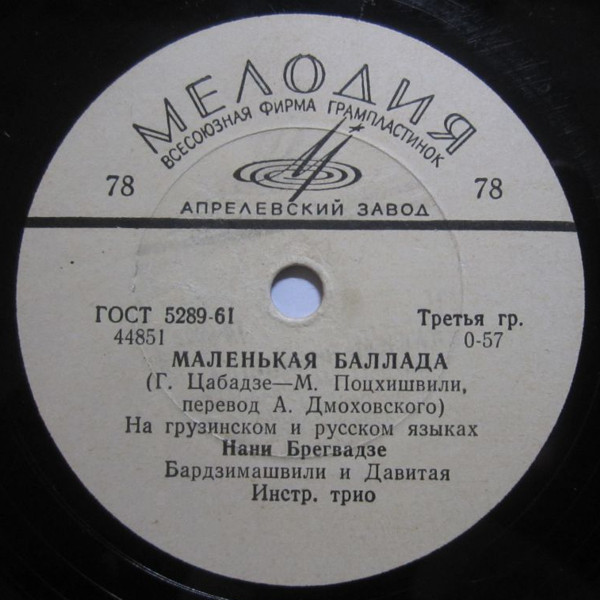 МЕЛОДИЯ
ВСЕСОЮЗНАЯ ФИРМА ГРАМПЛАСТИНОК
78 78
АПРЕЛЕВСКИЙ ЗАВОД
ГОСТ 5289-61 Третья гр.
44851 0-57
МАЛЕНЬКАЯ БАЛЛАДА
(Г. Цабадзе—М. Поцхишвили,
перевод А. Дмоховского)
На грузинском и русском языках
Нани Брегвадзе
Бардзимашвили и Давитая
Инстр. трио